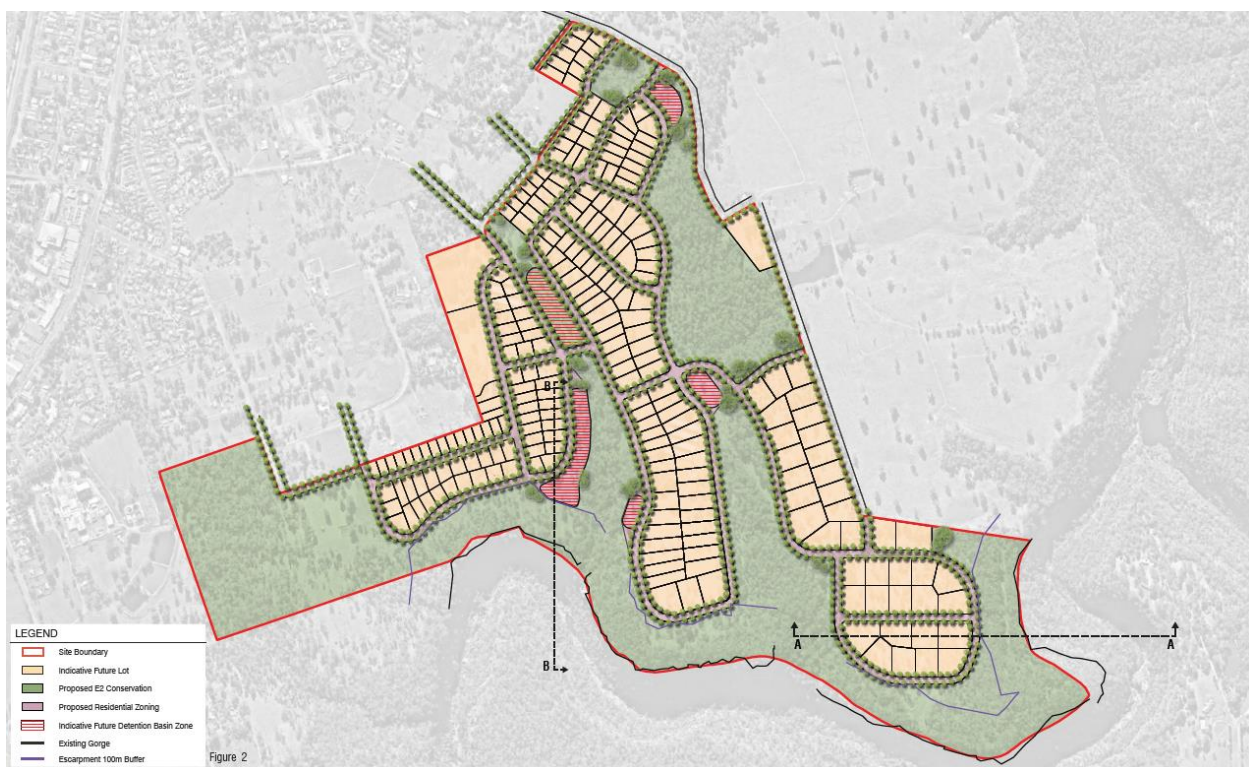 B
B
A
A
LEGEND
Site Boundary
Indicative Future Lot
Proposed E2 Conservation
Proposed Residential Zoning
Indicative Future Detention Basin Zone
Existing Gorge
Escarpment 100m Buffer
Figure 2